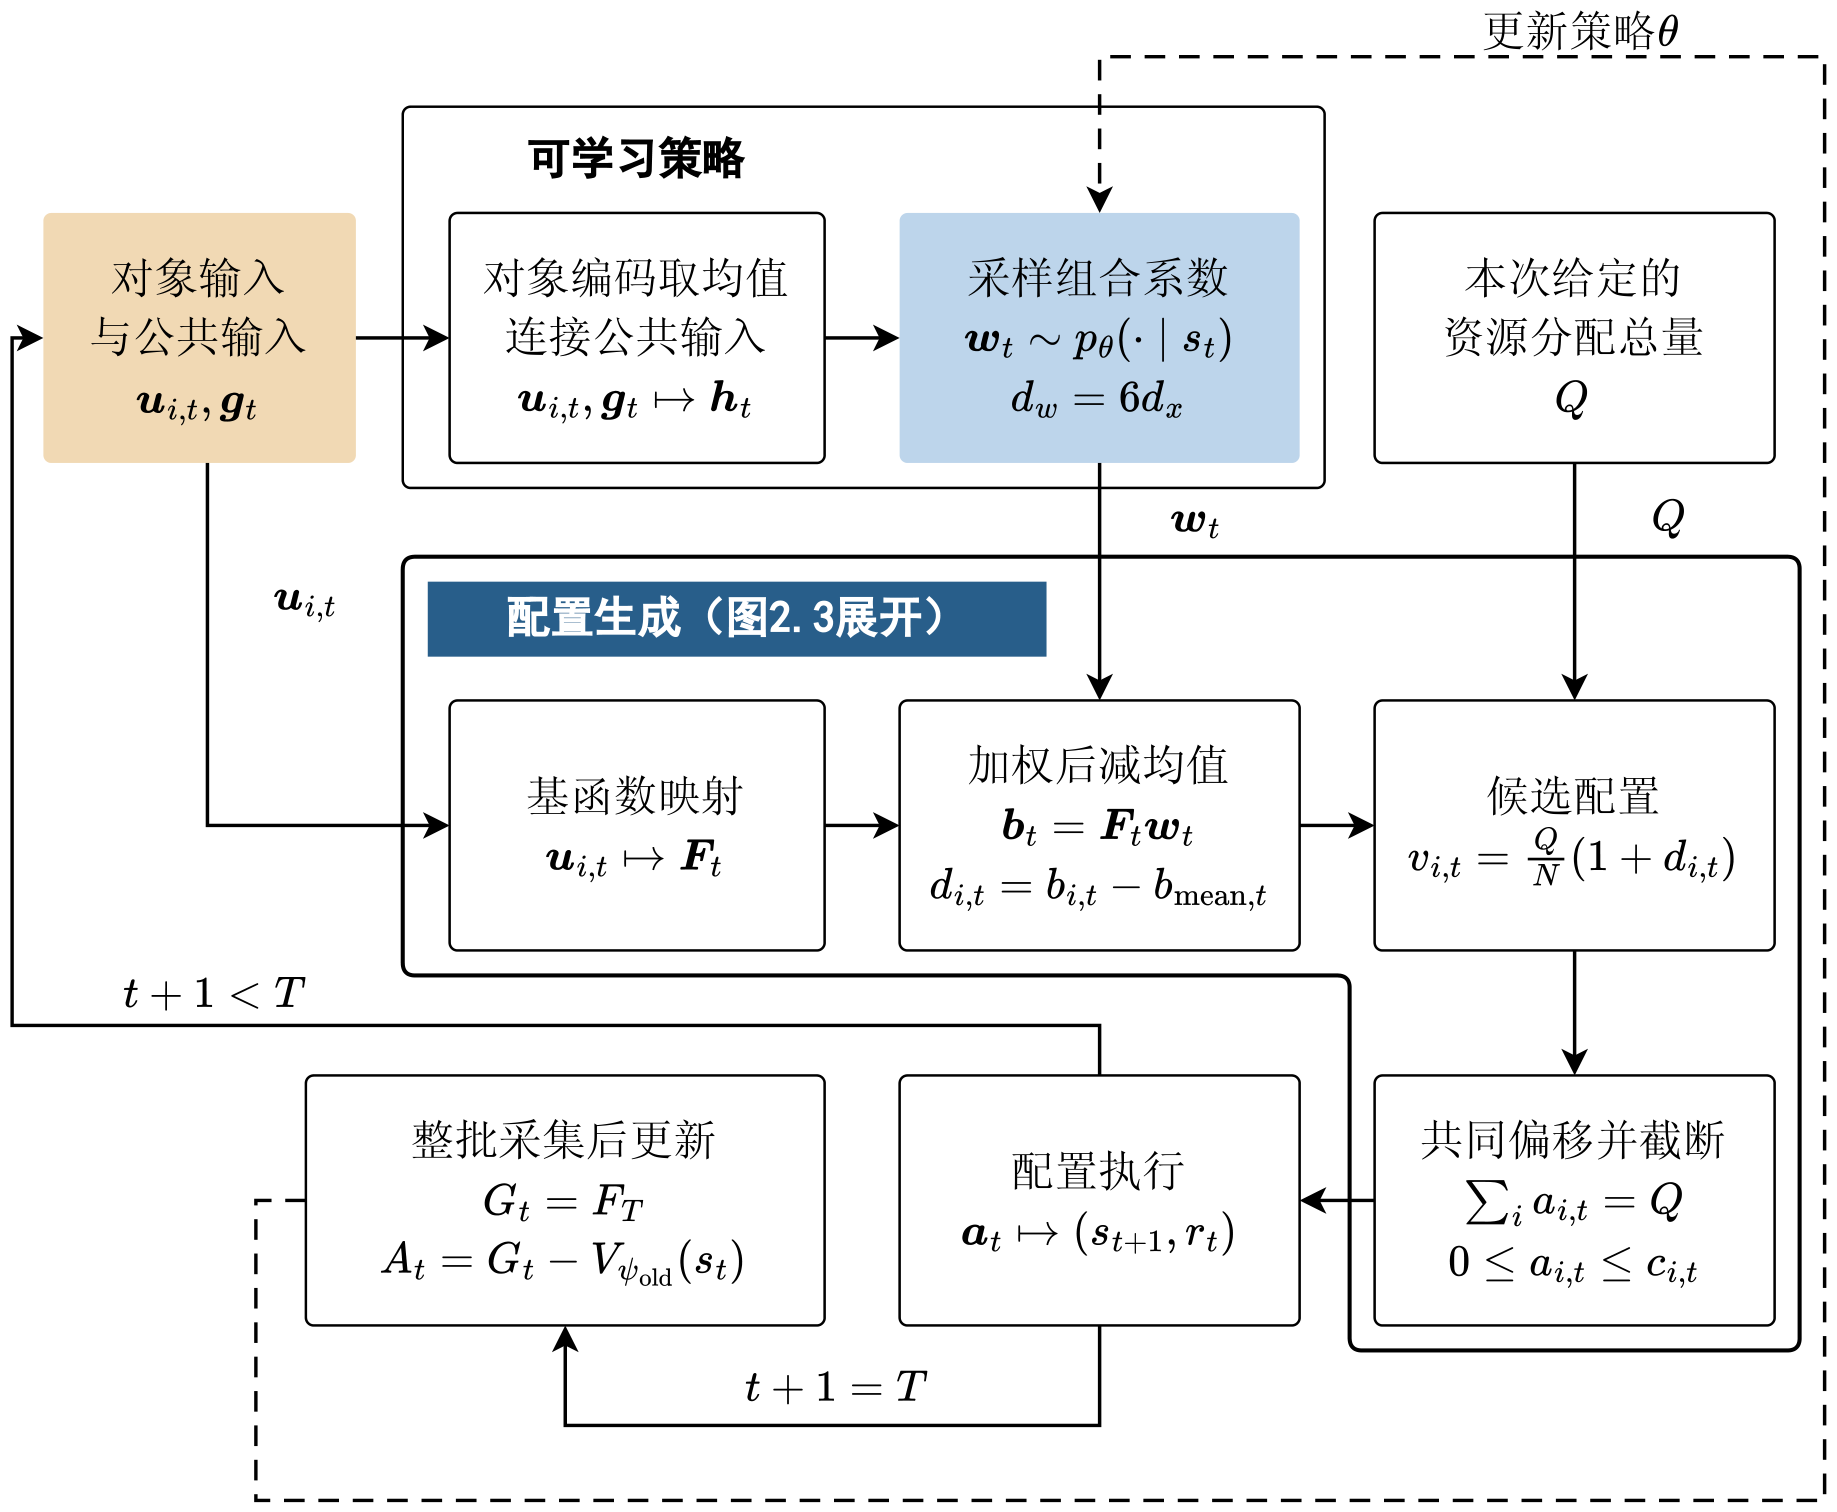 更新策略θ
可学习策略
对象输入
与公共输入
u_{i,t}, g_t
对象编码取均值
连接公共输入
u_{i,t}, g_t ↦ h_t
采样组合系数
w_t ∼ p_θ(· | s_t)
d_w = 6d_x
本次给定的
资源分配总量
Q
w_t
Q
u_{i,t}
配置生成（图2.3展开）
基函数映射
u_{i,t} ↦ F_t
加权后减均值
b_t = F_t w_t
d_{i,t} = b_{i,t} − b_{mean,t}
候选配置
v_{i,t} = \frac{Q}{N}(1 + d_{i,t})
t + 1 < T
整批采集后更新
G_t = F_T
A_t = G_t − V_{ψ_{old}}(s_t)
配置执行
a_t ↦ (s_{t+1}, r_t)
共同偏移并截断
∑_i a_{i,t} = Q
0 ≤ a_{i,t} ≤ c_{i,t}
t + 1 = T